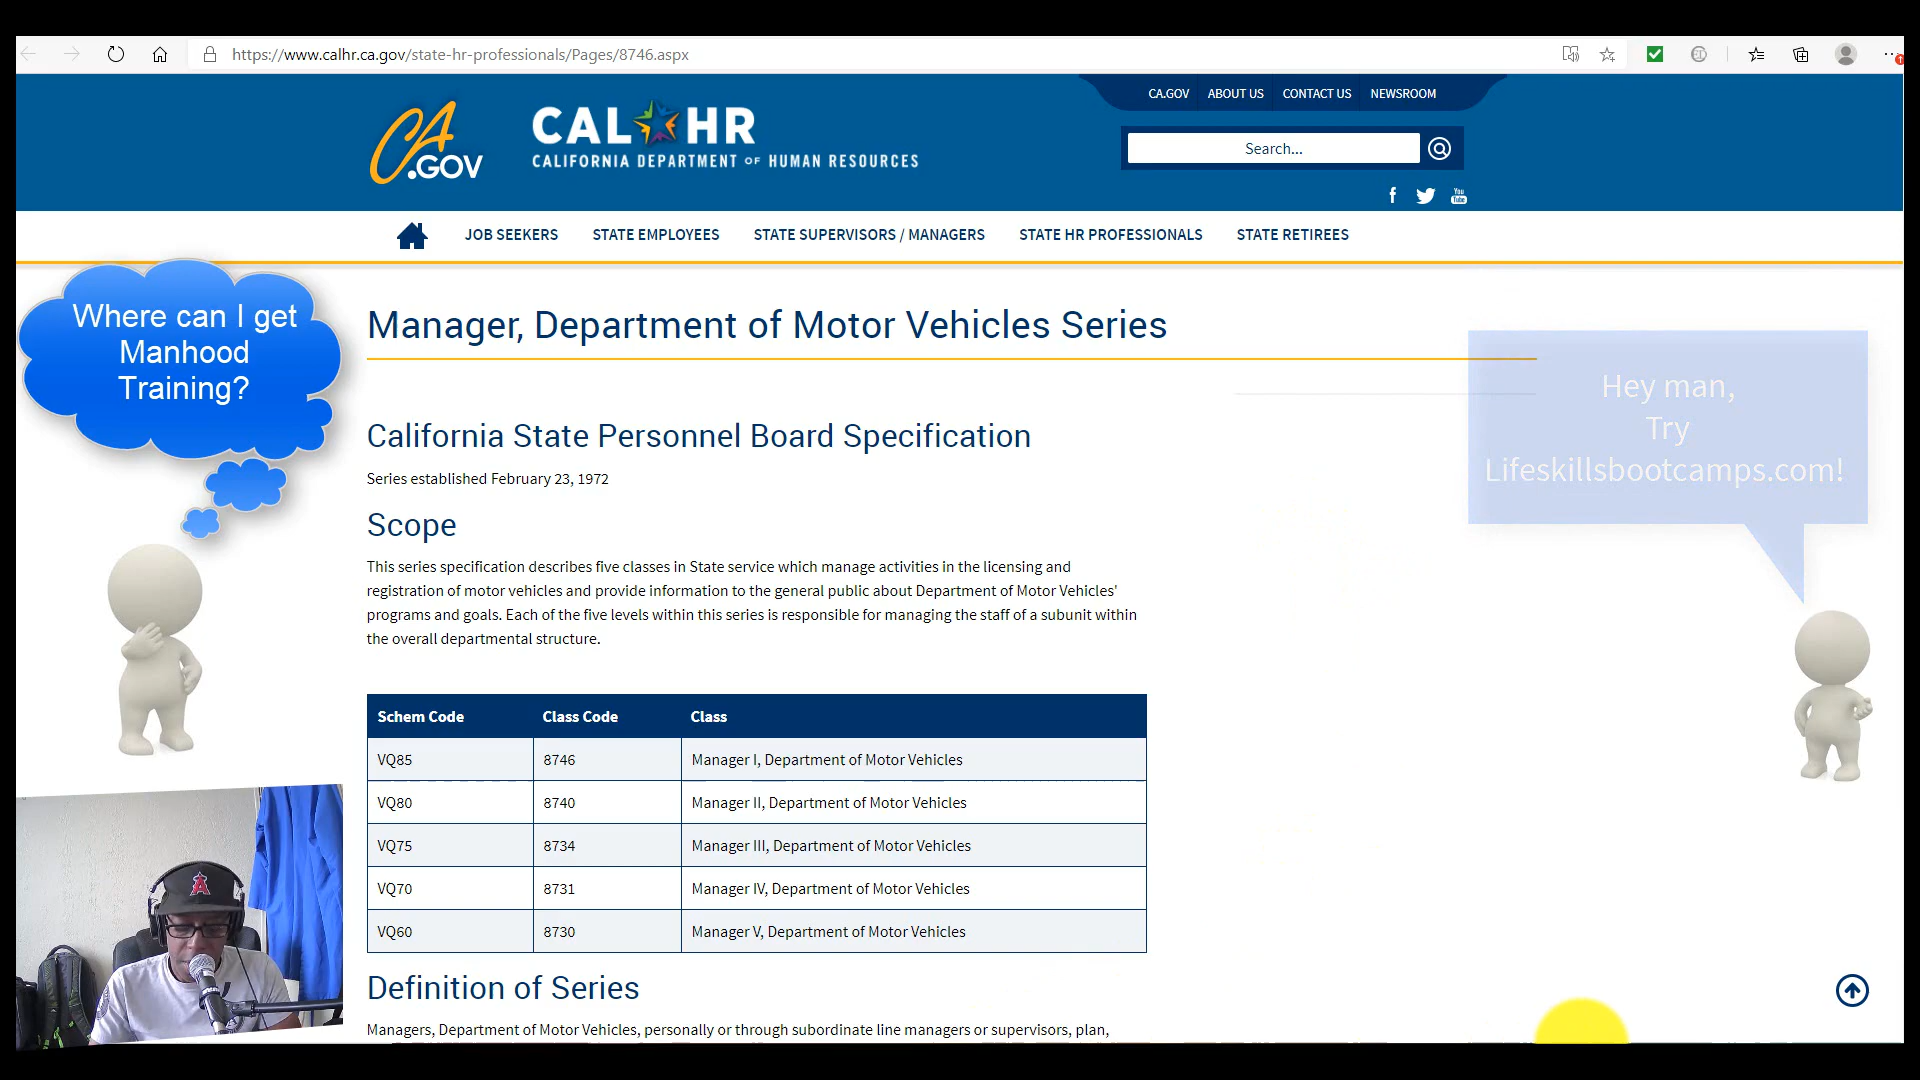 https://www.calhr.ca.gov/state-hr-professionals/Pages/8746.aspx
CA.GOV ABOUT US CONTACT US NEWSROOM
CA.GOV
CAL HR
CALIFORNIA DEPARTMENT OF HUMAN RESOURCES
Search...
You Tube
JOB SEEKERS STATE EMPLOYEES STATE SUPERVISORS / MANAGERS STATE HR PROFESSIONALS STATE RETIREES
Where can I get
Manhood
Training?
Manager, Department of Motor Vehicles Series
Hey man,
Try
Lifeskillsbootcamps.com!
California State Personnel Board Specification
Series established February 23, 1972
Scope
This series specification describes five classes in State service which manage activities in the licensing and
registration of motor vehicles and provide information to the general public about Department of Motor Vehicles'
programs and goals. Each of the five levels within this series is responsible for managing the staff of a subunit within
the overall departmental structure.
Schem Code Class Code Class
VQ85 8746 Manager I, Department of Motor Vehicles
VQ80 8740 Manager II, Department of Motor Vehicles
VQ75 8734 Manager III, Department of Motor Vehicles
VQ70 8731 Manager IV, Department of Motor Vehicles
VQ60 8730 Manager V, Department of Motor Vehicles
A
Definition of Series
Managers, Department of Motor Vehicles, personally or through subordinate line managers or supervisors, plan,